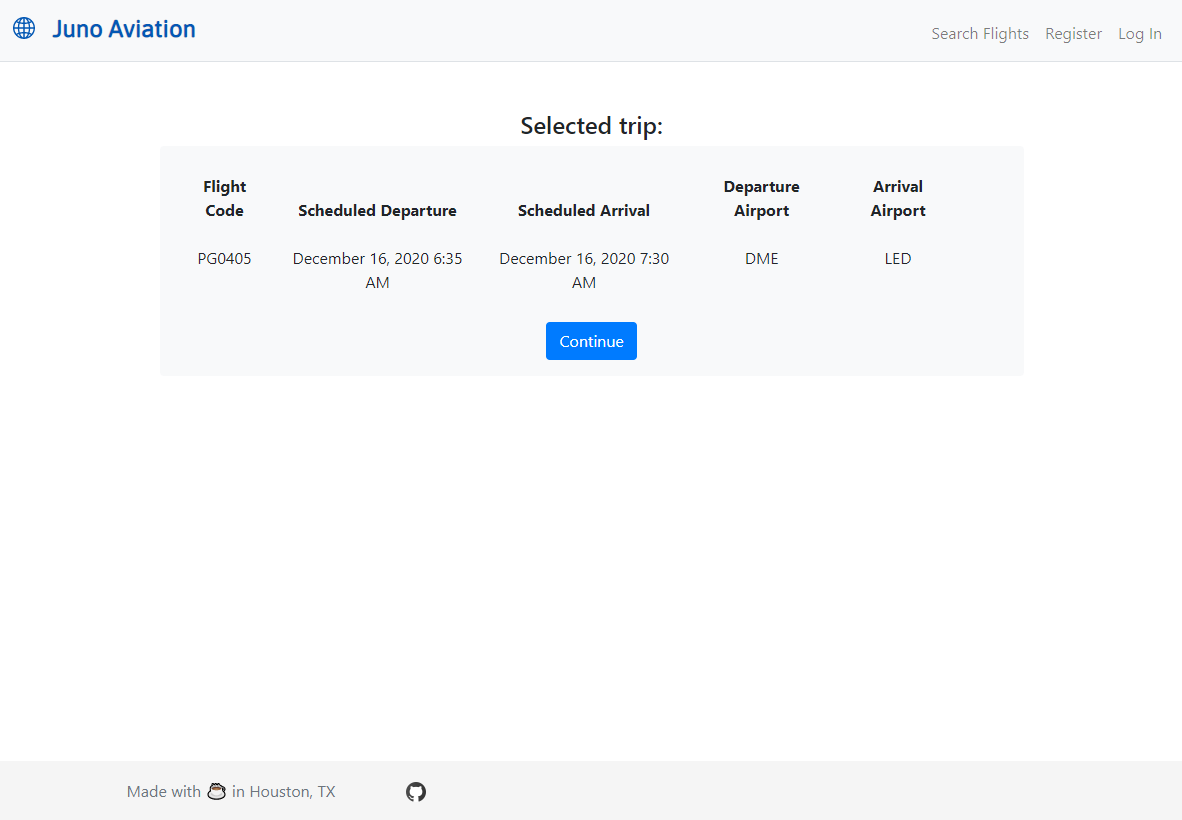 Juno Aviation
Search Flights Register Log In
Selected trip:
Flight Code Scheduled Departure Scheduled Arrival Departure Airport Arrival Airport
PG0405 December 16, 2020 6:35 AM December 16, 2020 7:30 AM DME LED
Continue
Made with in Houston, TX